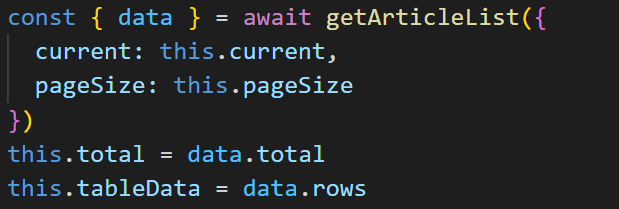 const { data } = await getArticleList({
  current: this.current,
  pageSize: this.pageSize
})
this.total = data.total
this.tableData = data.rows